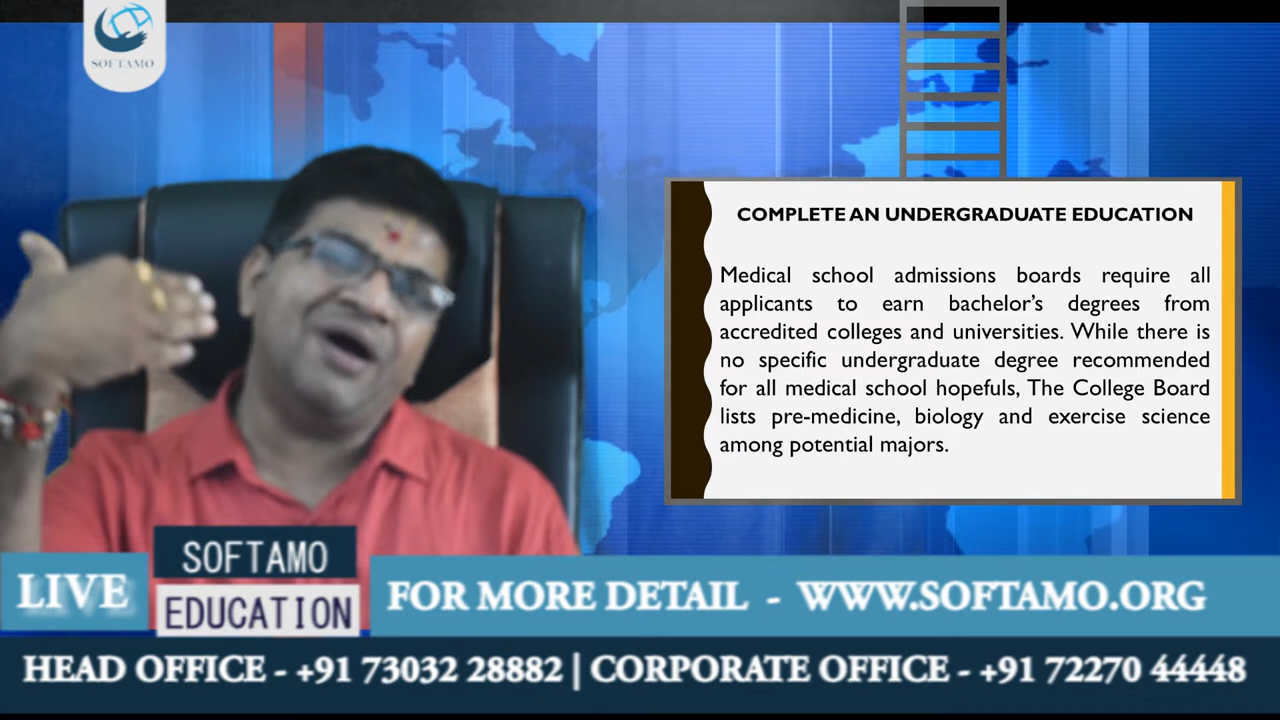 SOFTAMO
COMPLETE AN UNDERGRADUATE EDUCATION
Medical school admissions boards require all
applicants to earn bachelor's degrees from
accredited colleges and universities. While there is
no specific undergraduate degree recommended
for all medical school hopefuls, The College Board
lists pre-medicine, biology and exercise science
among potential majors.
LIVE
SOFTAMO
EDUCATION
FOR MORE DETAIL - WWW.SOFTAMO.ORG
HEAD OFFICE - +91 73032 28882 | CORPORATE OFFICE - +91 72270 44448